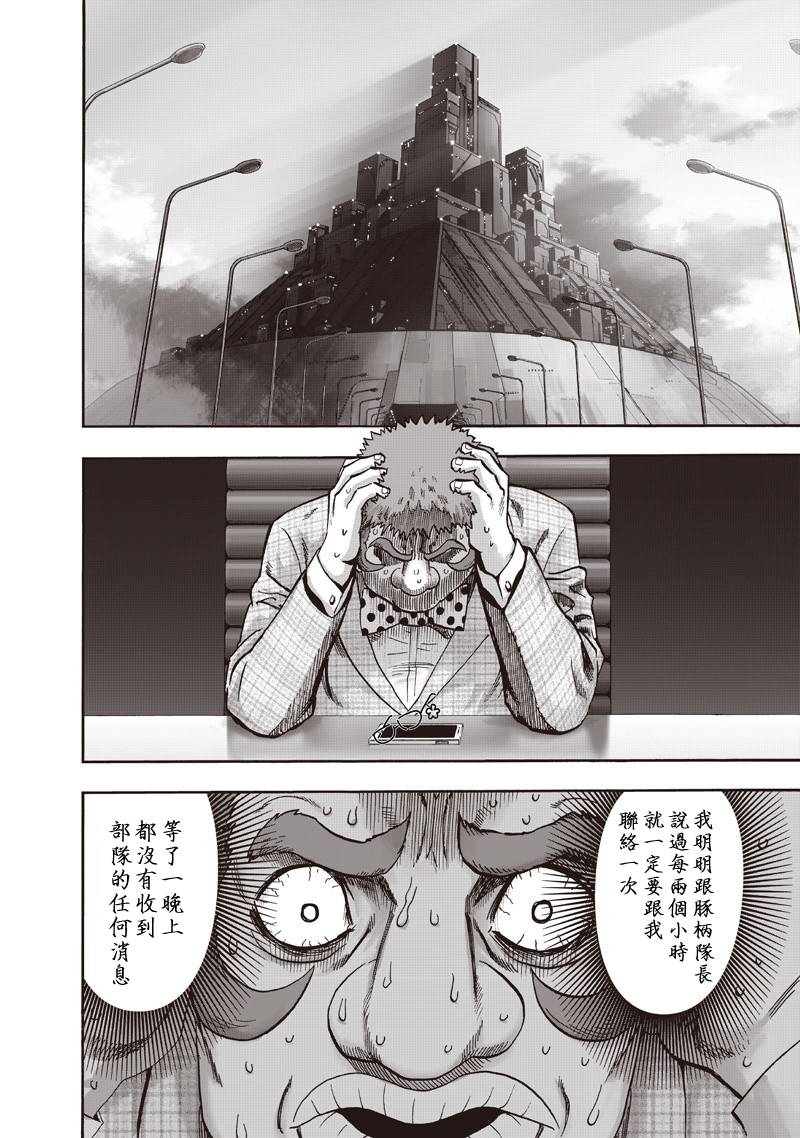 我明明跟豚柄隊長
說過每兩個小時
就一定要跟我
聯絡一次
等了一晚上
都沒有收到
部隊的任何消息